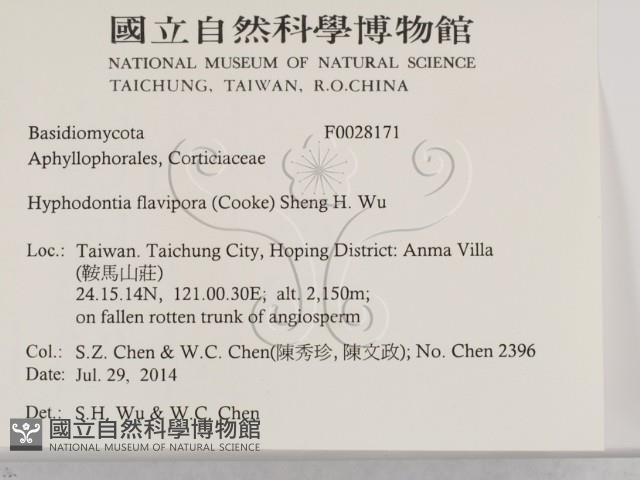 國立自然科學博物館
NATIONAL MUSEUM OF NATURAL SCIENCE
TAICHUNG, TAIWAN, R.O.CHINA
Basidiomycota F0028171
Aphyllophorales, Corticiaceae
Hyphodontia flavipora (Cooke) Sheng H. Wu
Loc.: Taiwan. Taichung City, Hoping District: Anma Villa
(鞍馬山莊)
24.15.14N, 121.00.30E; alt. 2,150m;
on fallen rotten trunk of angiosperm
Col.: S.Z. Chen & W.C. Chen(陳秀珍, 陳文政); No. Chen 2396
Date: Jul. 29, 2014
Det.: S.H. Wu & W.C. Chen
國立自然科學博物館
NATIONAL MUSEUM OF NATURAL SCIENCE